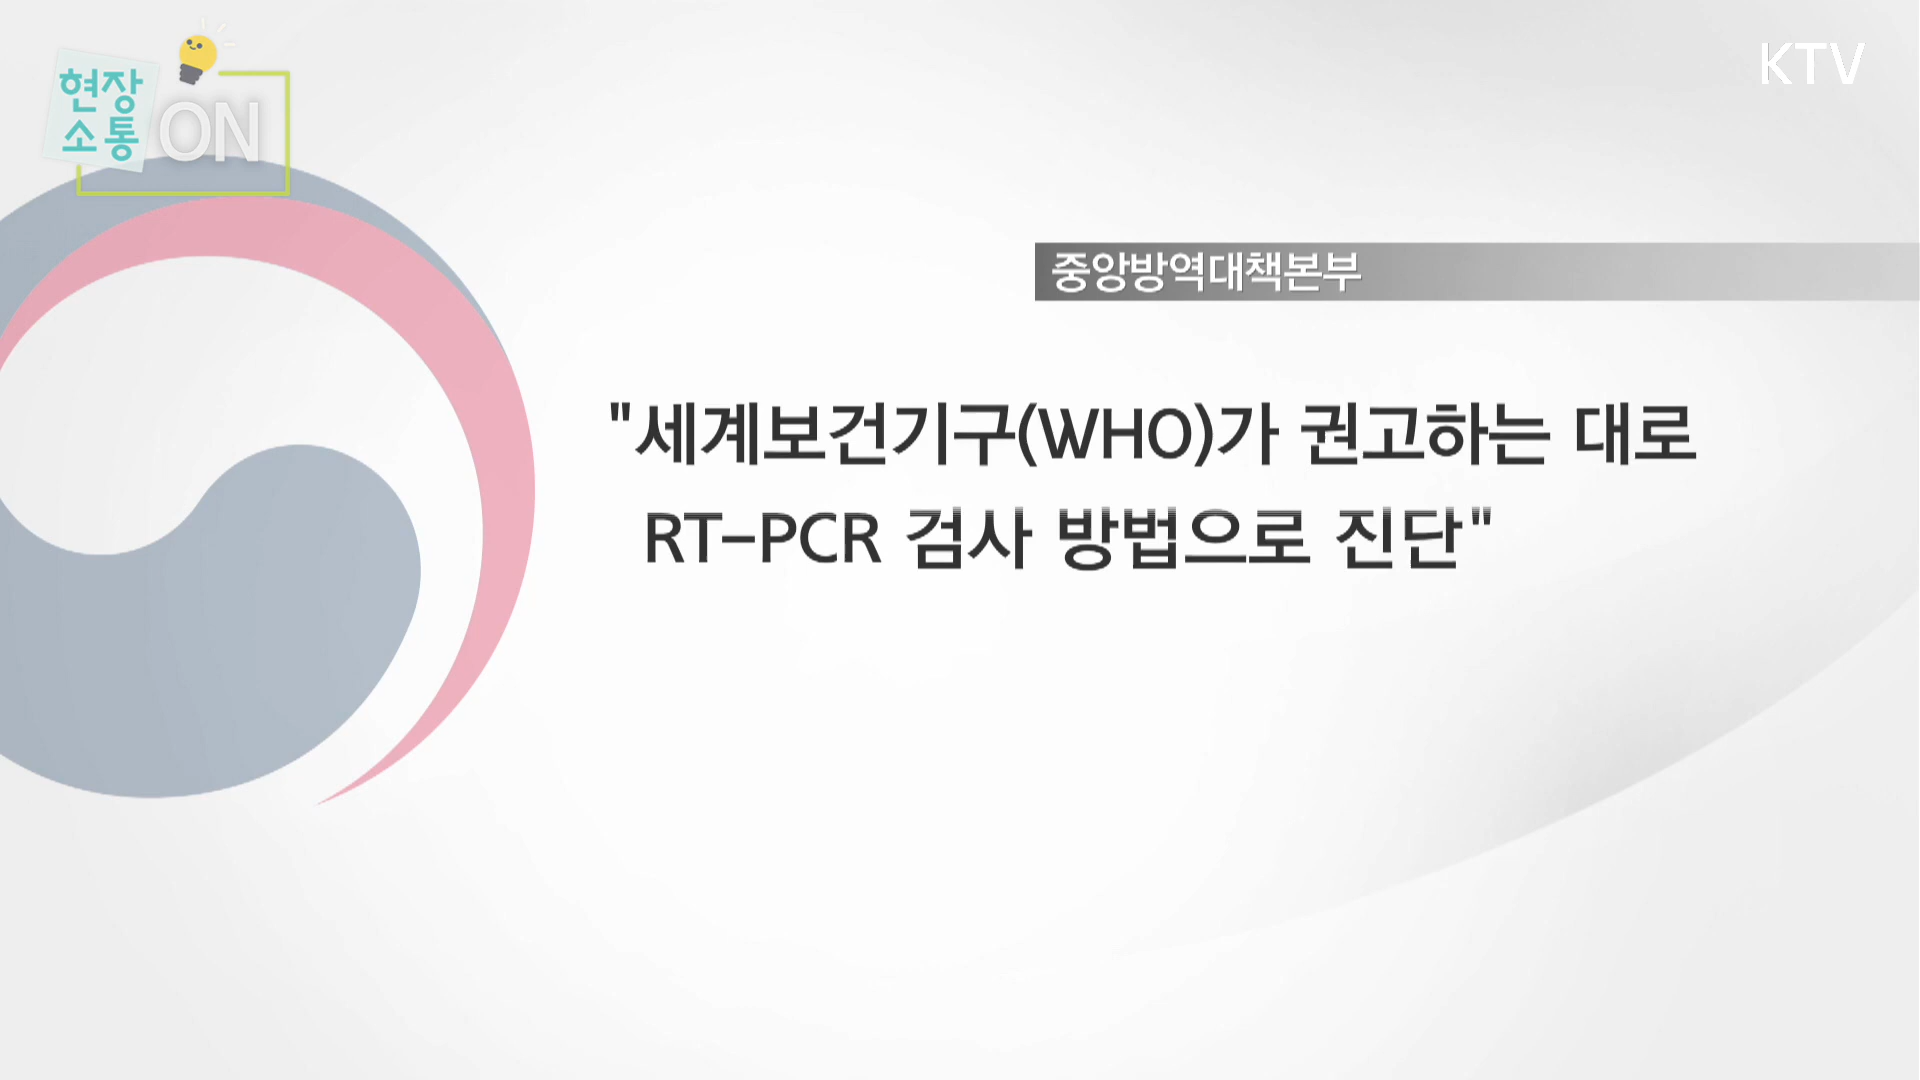 현장
소통 ON
KTV
중앙방역대책본부
"세계보건기구(WHO)가 권고하는 대로
RT-PCR 검사 방법으로 진단"